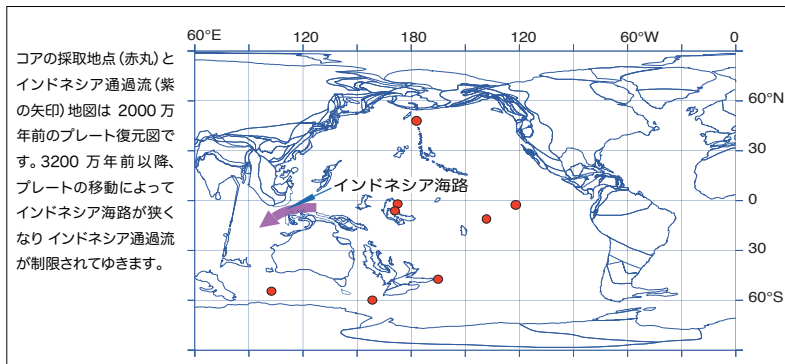 コアの採取地点（赤丸）と
インドネシア通過流（紫
の矢印）地図は 2000 万
年前のプレート復元図で
す。3200 万年前以降、
プレートの移動によって
インドネシア海路が狭く
なり インドネシア通過流
が制限されてゆきます。
60°E 120 180 120 60°W 0
60°N
30
インドネシア海路
0
30
60°S